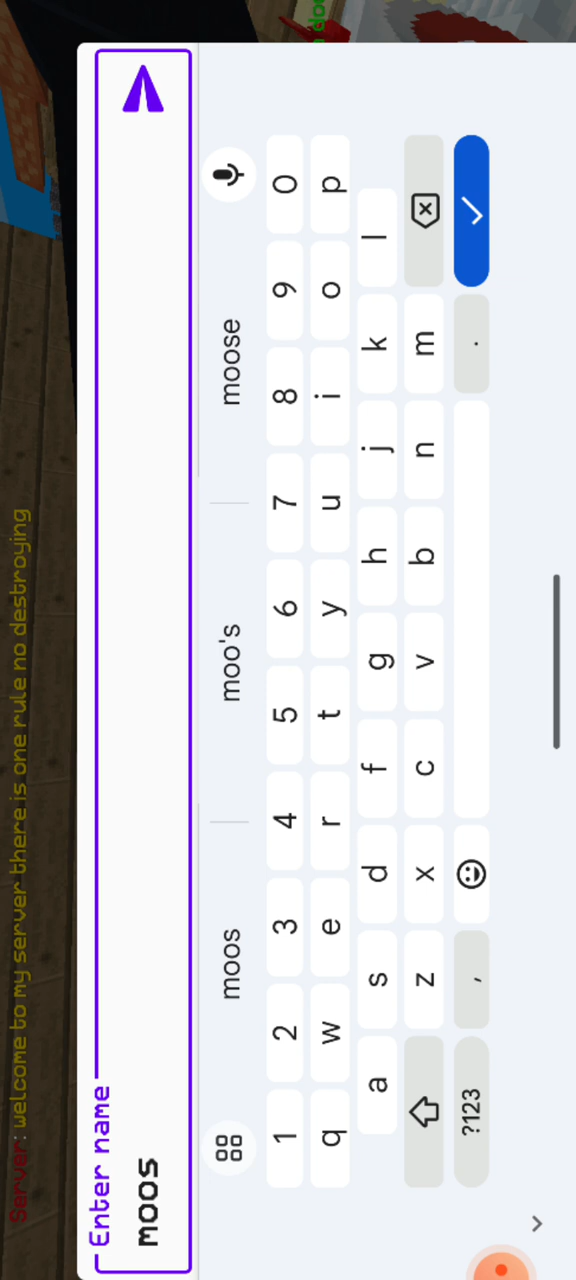 Server: welcome to my server there is one rule no destroying
Enter name
moos
moos moo's moose
1 2 3 4 5 6 7 8 9 0
q w e r t y u i o p
a s d f g h j k l
z x c v b n m
?123 , .